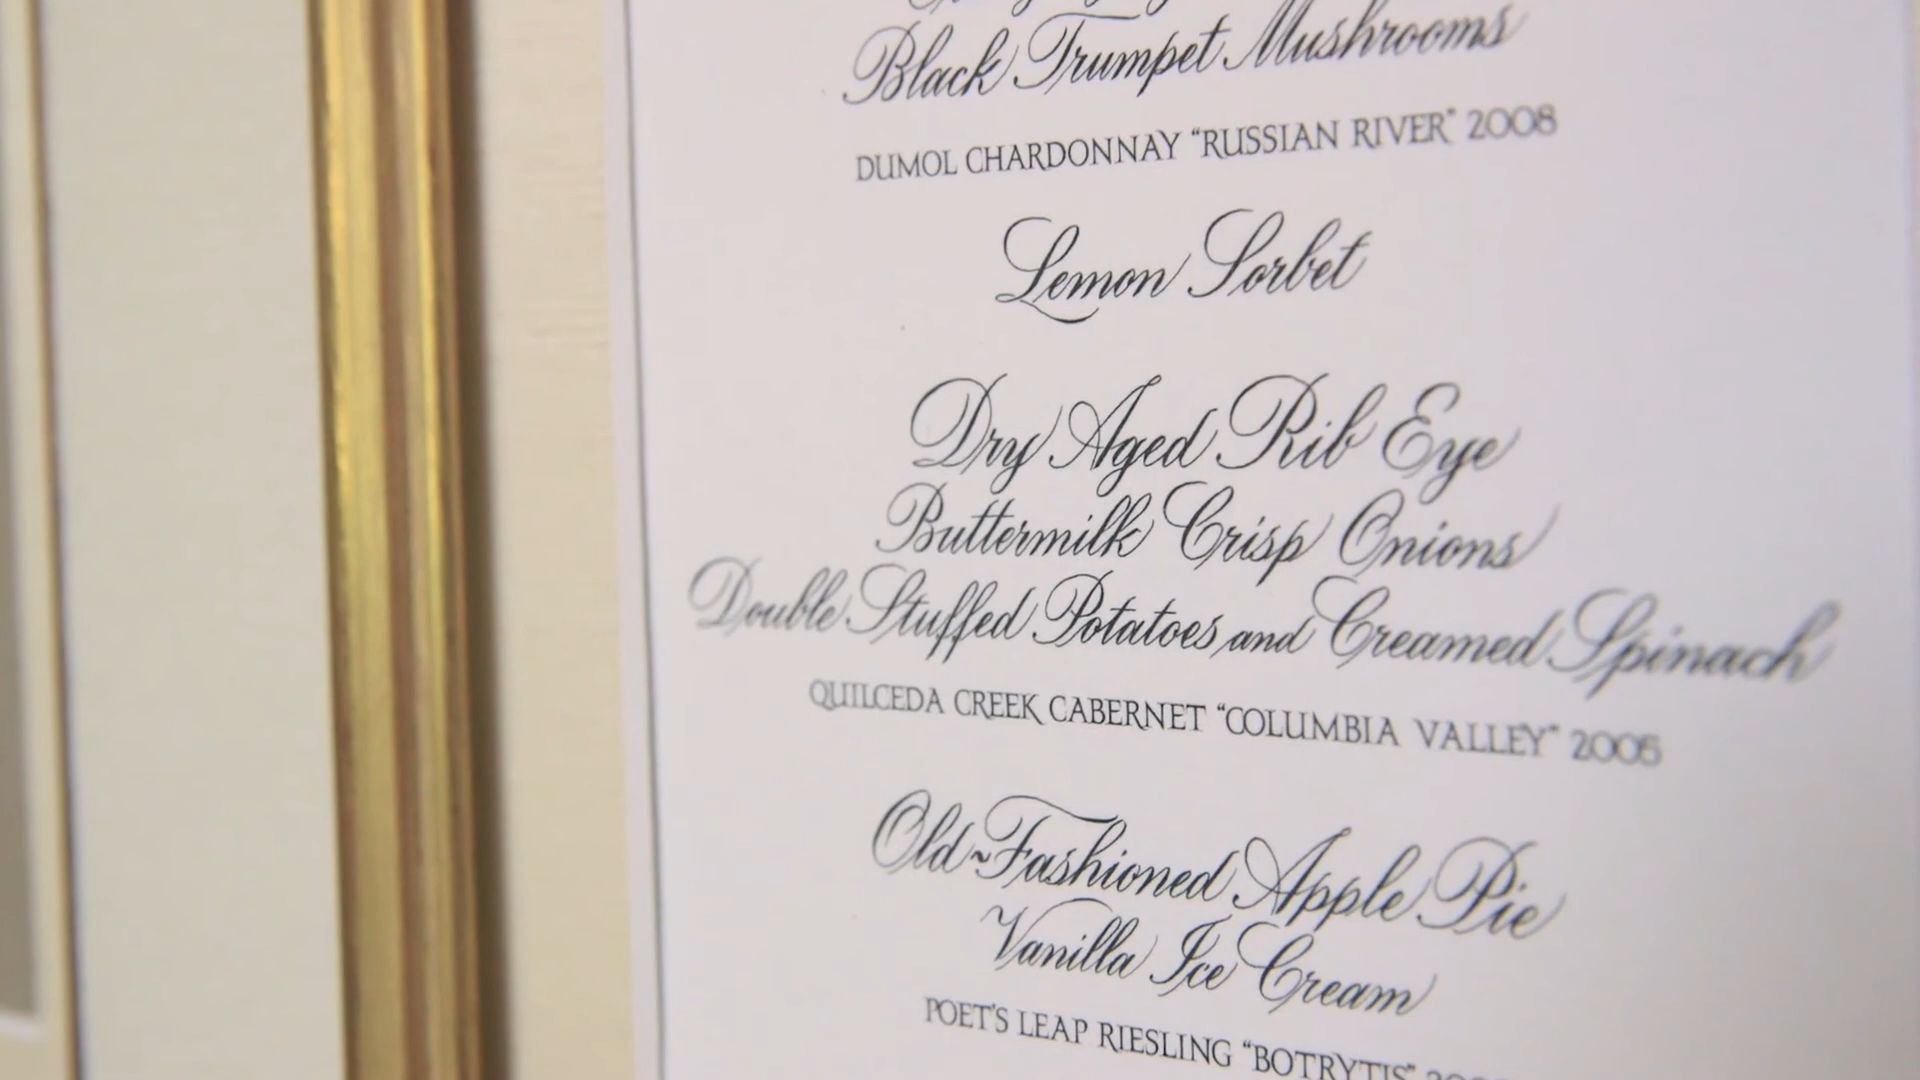 Black Trumpet Mushrooms
DUMOL CHARDONNAY “RUSSIAN RIVER” 2008
Lemon Sorbet
Dry Aged Rib Eye
Buttermilk Crisp Onions
Double Stuffed Potatoes and Creamed Spinach
QUILCEDA CREEK CABERNET “COLUMBIA VALLEY” 2005
Old~Fashioned Apple Pie
Vanilla Ice Cream
POET'S LEAP RIESLING “BOTRYTIS”